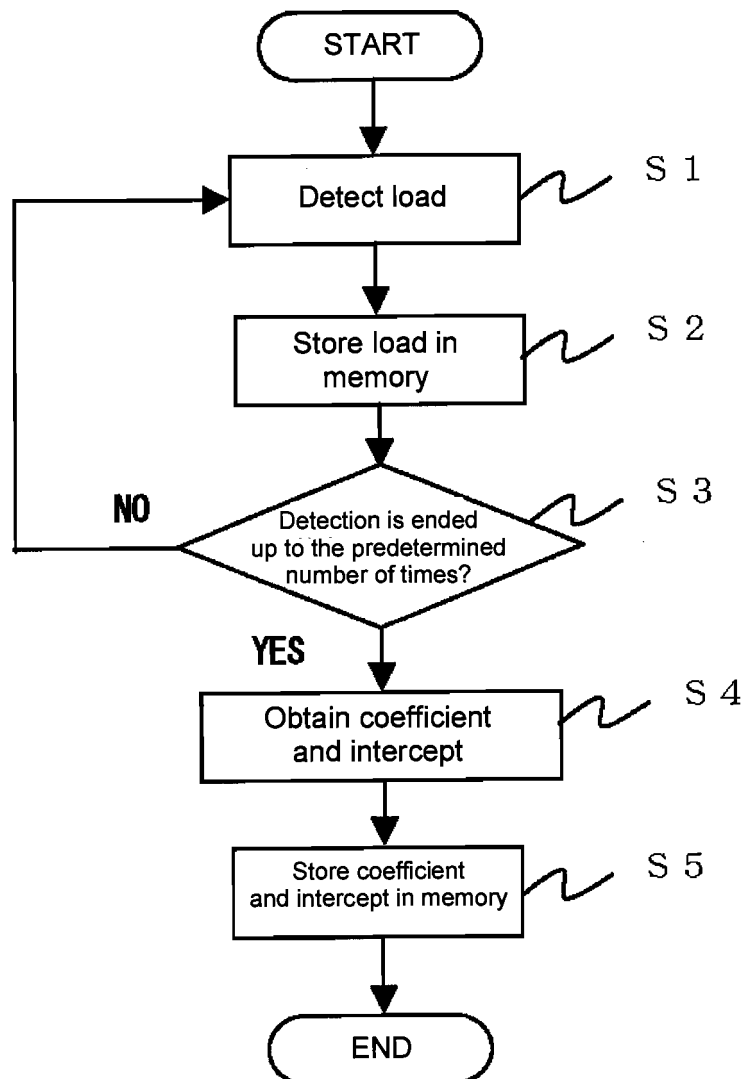 START
Detect load
S 1
Store load in
memory
S 2
Detection is ended
up to the predetermined
number of times?
S 3
NO
YES
Obtain coefficient
and intercept
S 4
Store coefficient
and intercept in memory
S 5
END